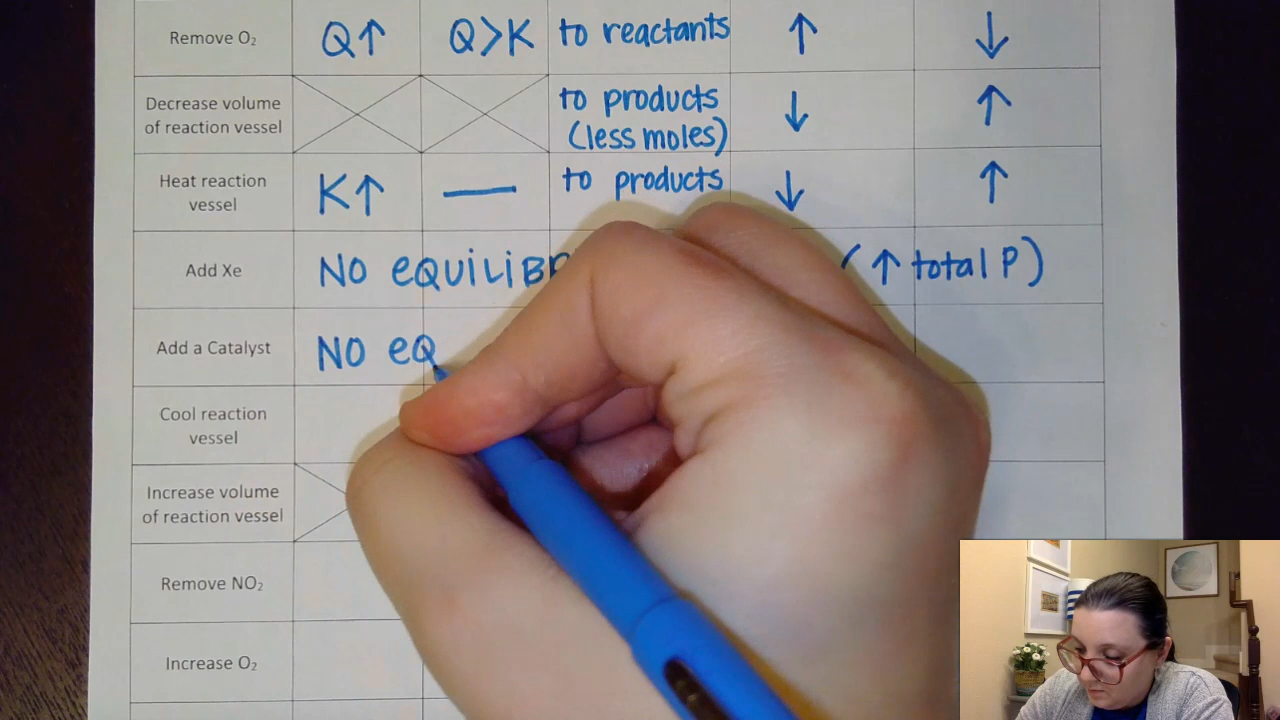 Remove O₂ Q↑ Q>K to reactants ↑ ↓
Decrease volume
of reaction vessel
to products
(less moles) ↓ ↑
Heat reaction
vessel
K↑ — to products ↓ ↑
Add Xe NO eQUiLiB (↑ total P)
Add a Catalyst NO eQ
Cool reaction
vessel
Increase volume
of reaction vessel
Remove NO₂
Increase O₂